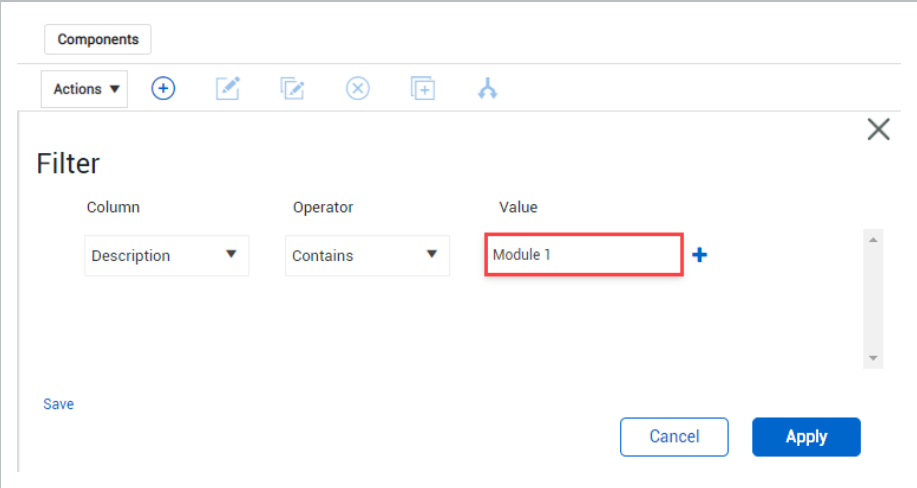 Components
Actions
Filter
Column Operator Value
Description Contains Module 1
Save
Cancel Apply